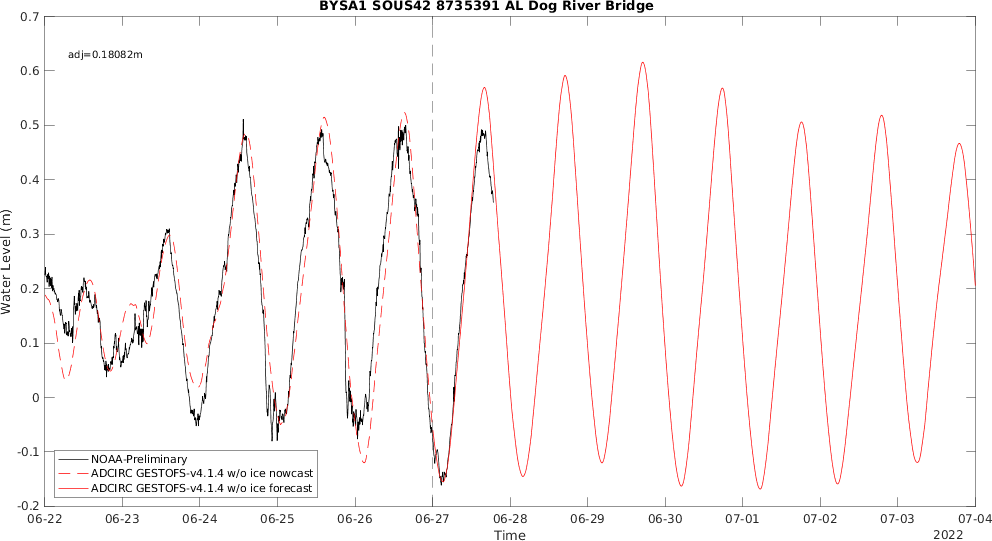 BYSA1 SOUS42 8735391 AL Dog River Bridge
0.7
adj=0.18082m
0.6
0.5
0.4
0.3
0.2
0.1
0
-0.1
-0.2
Water Level (m)
NOAA-Preliminary
ADCIRC GESTOFS-v4.1.4 w/o ice nowcast
ADCIRC GESTOFS-v4.1.4 w/o ice forecast
06-22 06-23 06-24 06-25 06-26 06-27 06-28 06-29 06-30 07-01 07-02 07-03 07-04
Time
2022